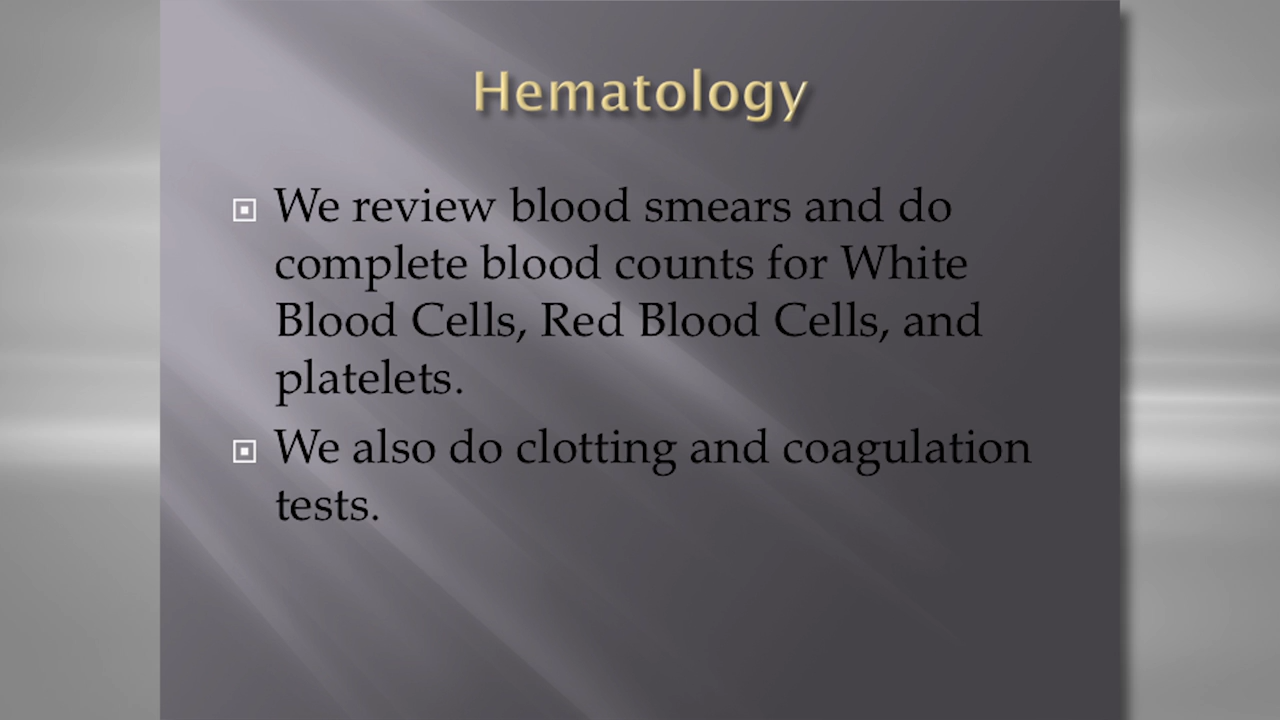 Hematology
We review blood smears and do
complete blood counts for White
Blood Cells, Red Blood Cells, and
platelets.
We also do clotting and coagulation
tests.